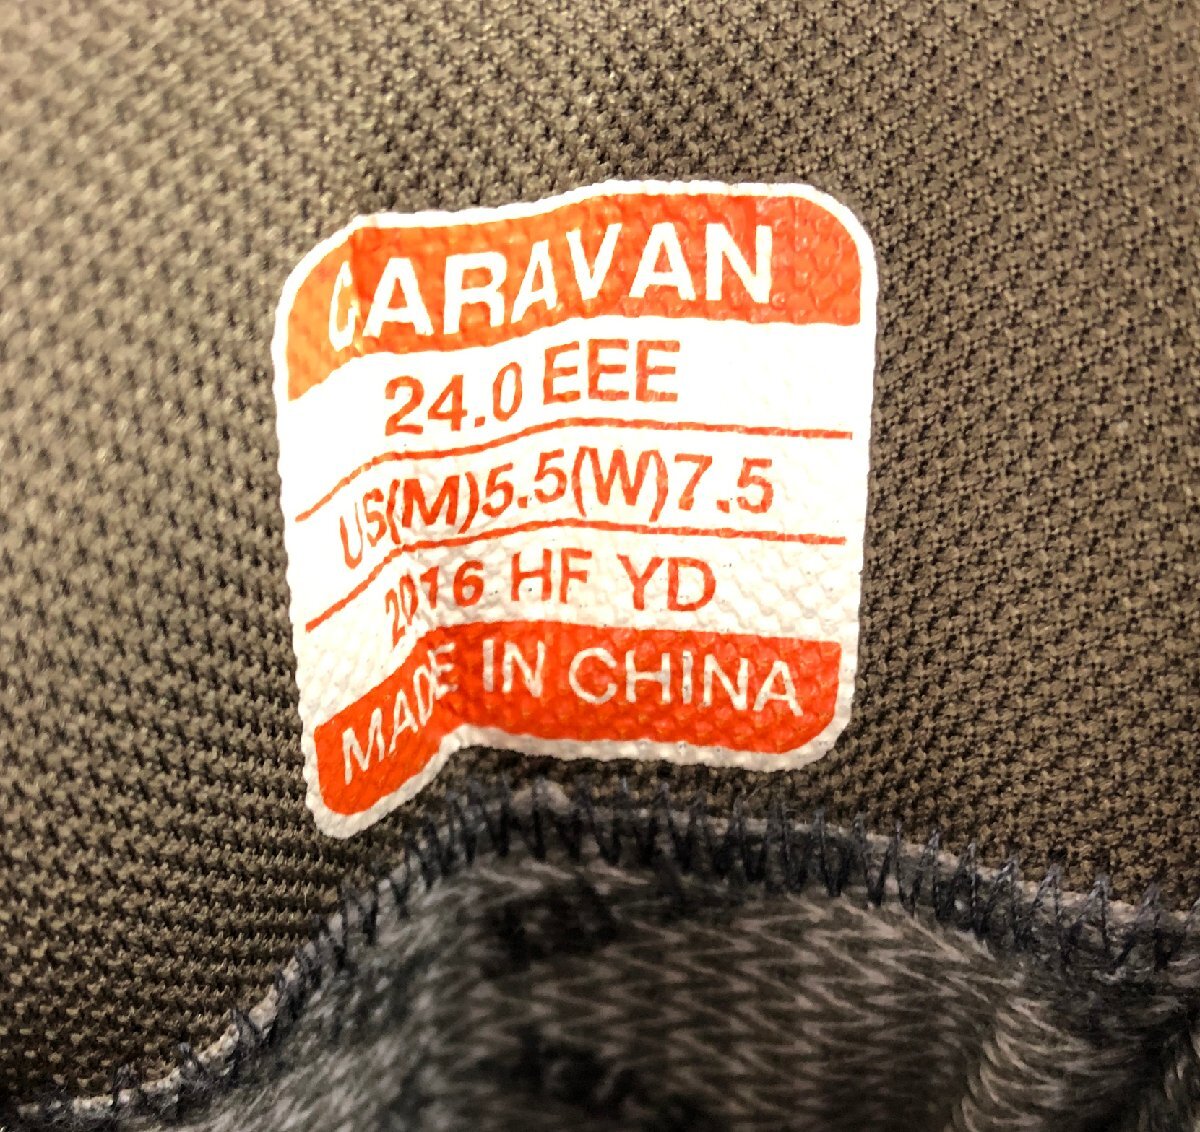 CARAVAN
24.0 EEE
US(M)5.5(W)7.5
2016 HF YD
MADE IN CHINA